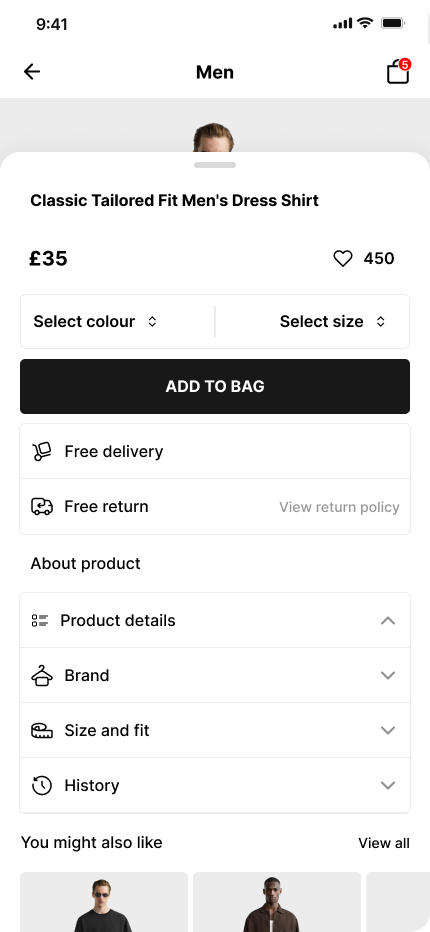 9:41
Men
5
Classic Tailored Fit Men's Dress Shirt
£35
450
Select colour
Select size
ADD TO BAG
Free delivery
Free return
View return policy
About product
Product details
Brand
Size and fit
History
You might also like
View all